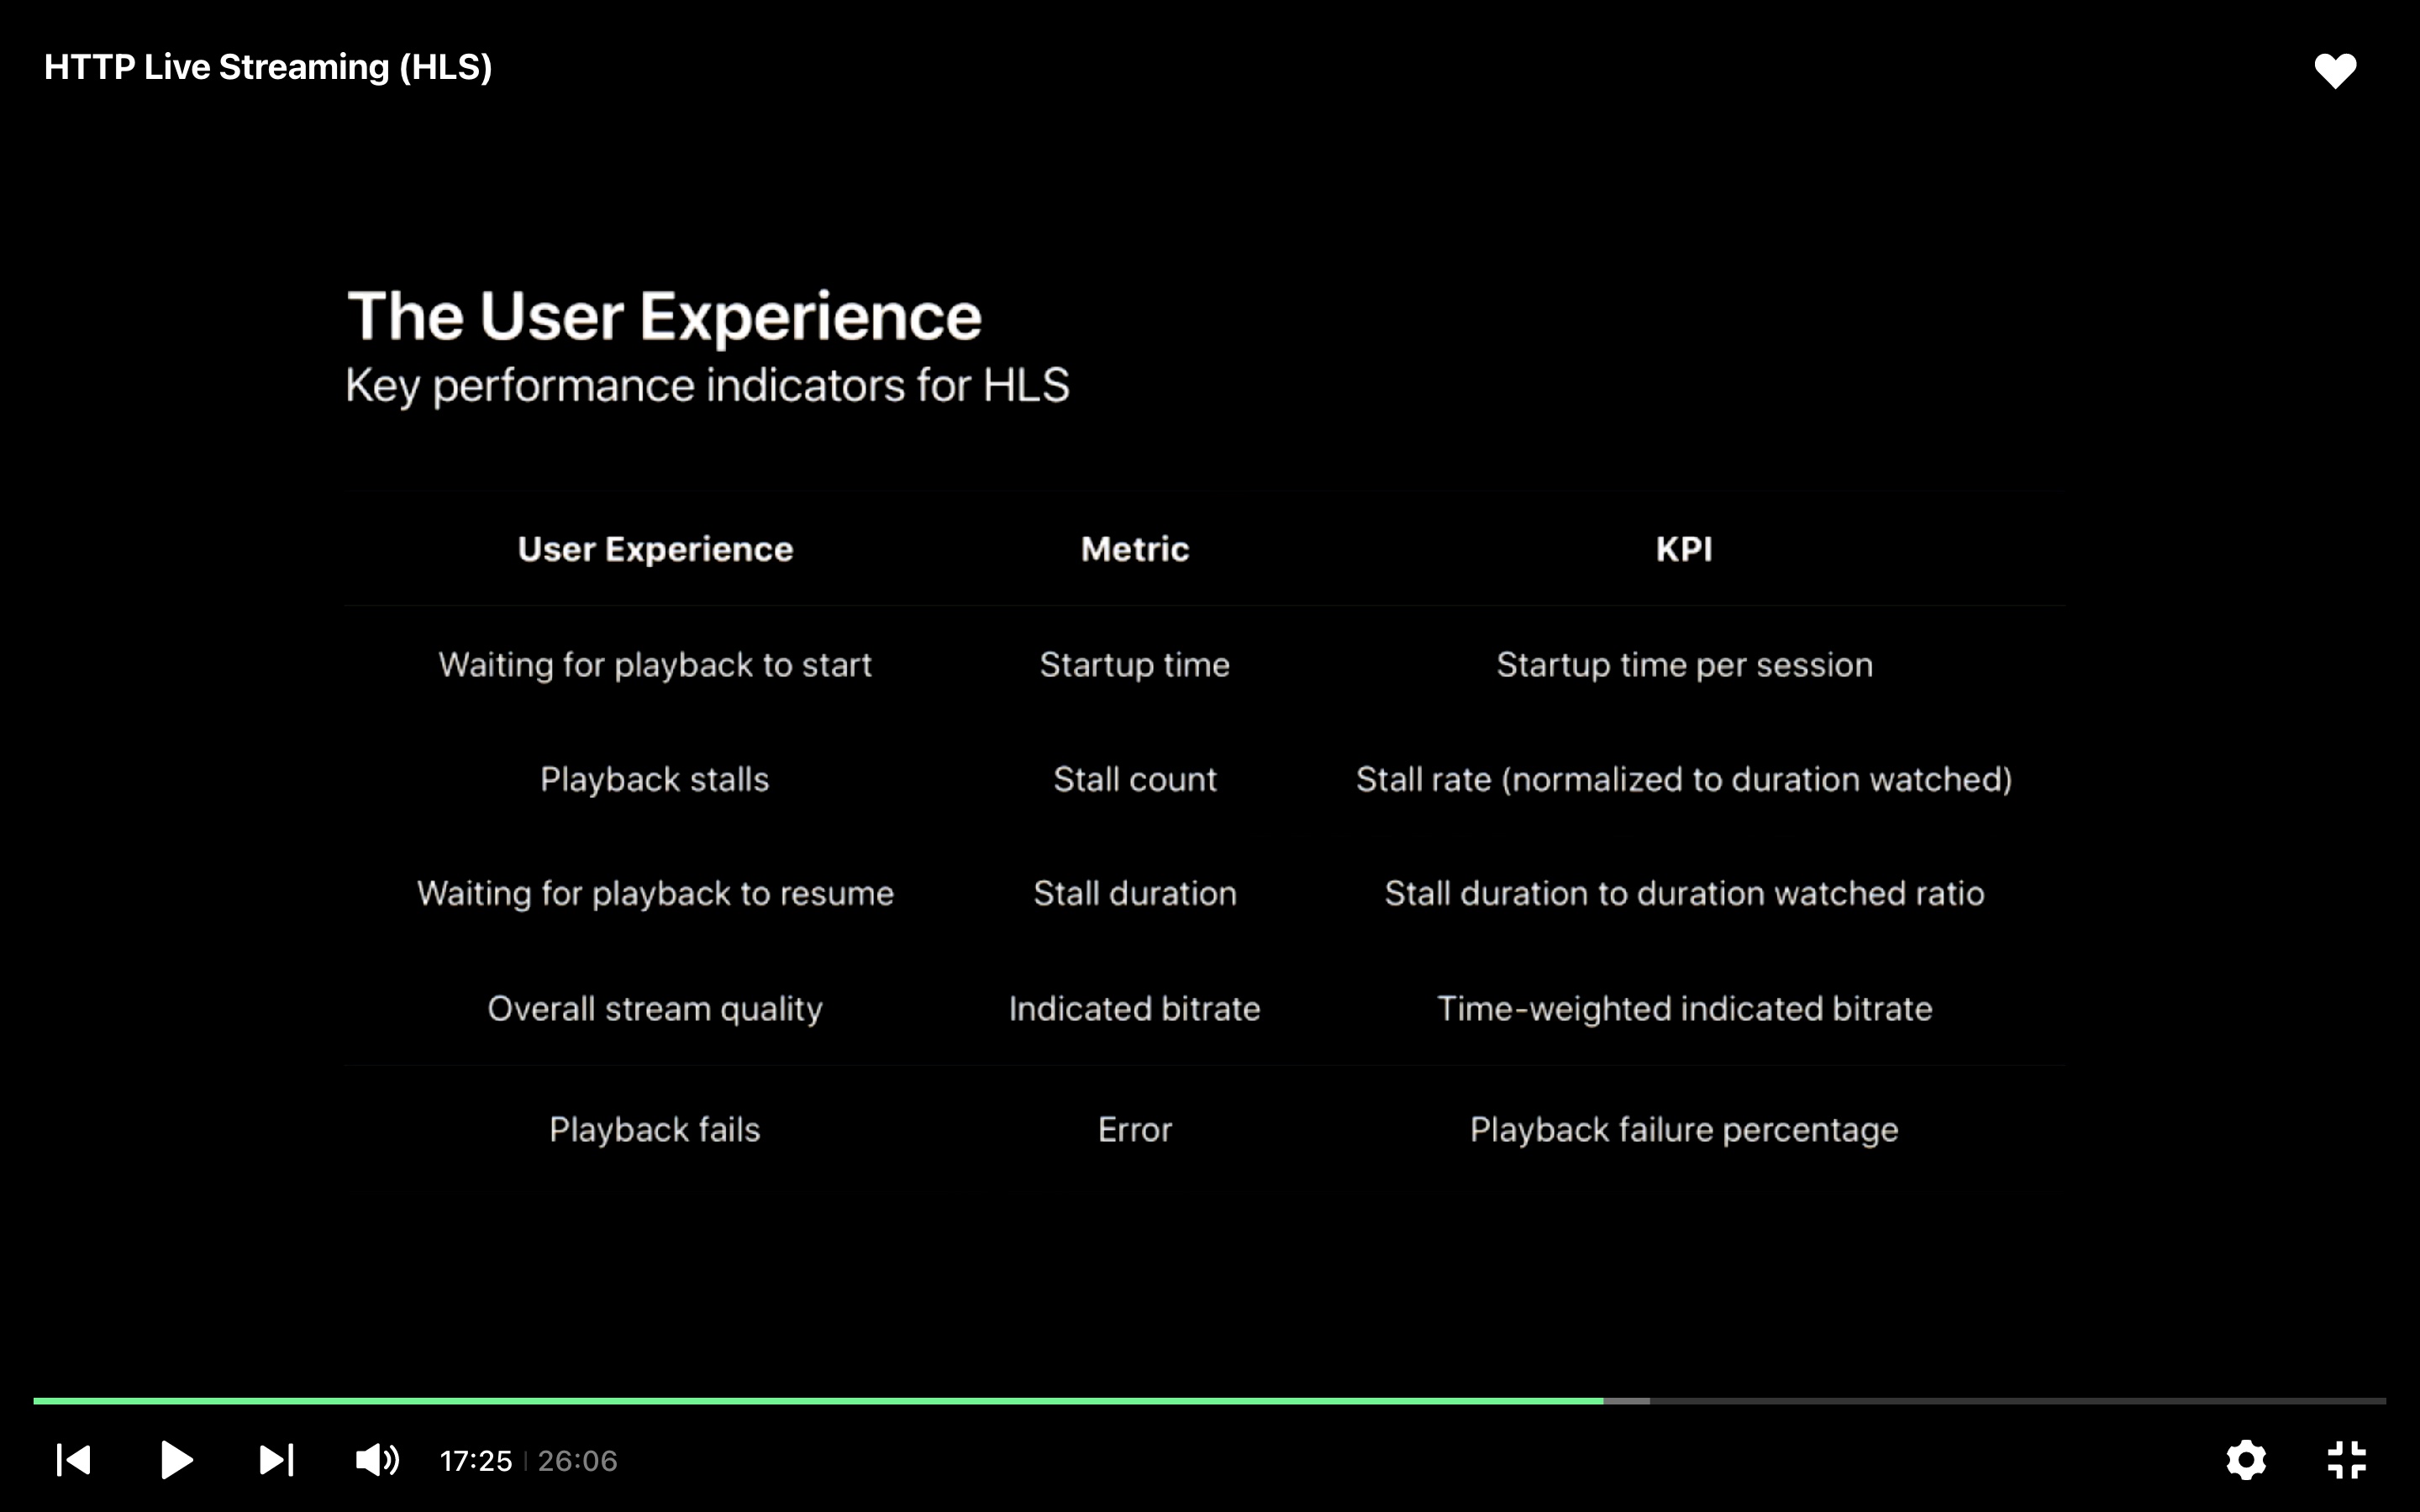 HTTP Live Streaming (HLS)
The User Experience
Key performance indicators for HLS
User Experience Metric KPI
Waiting for playback to start Startup time Startup time per session
Playback stalls Stall count Stall rate (normalized to duration watched)
Waiting for playback to resume Stall duration Stall duration to duration watched ratio
Overall stream quality Indicated bitrate Time-weighted indicated bitrate
Playback fails Error Playback failure percentage
17:25 | 26:06